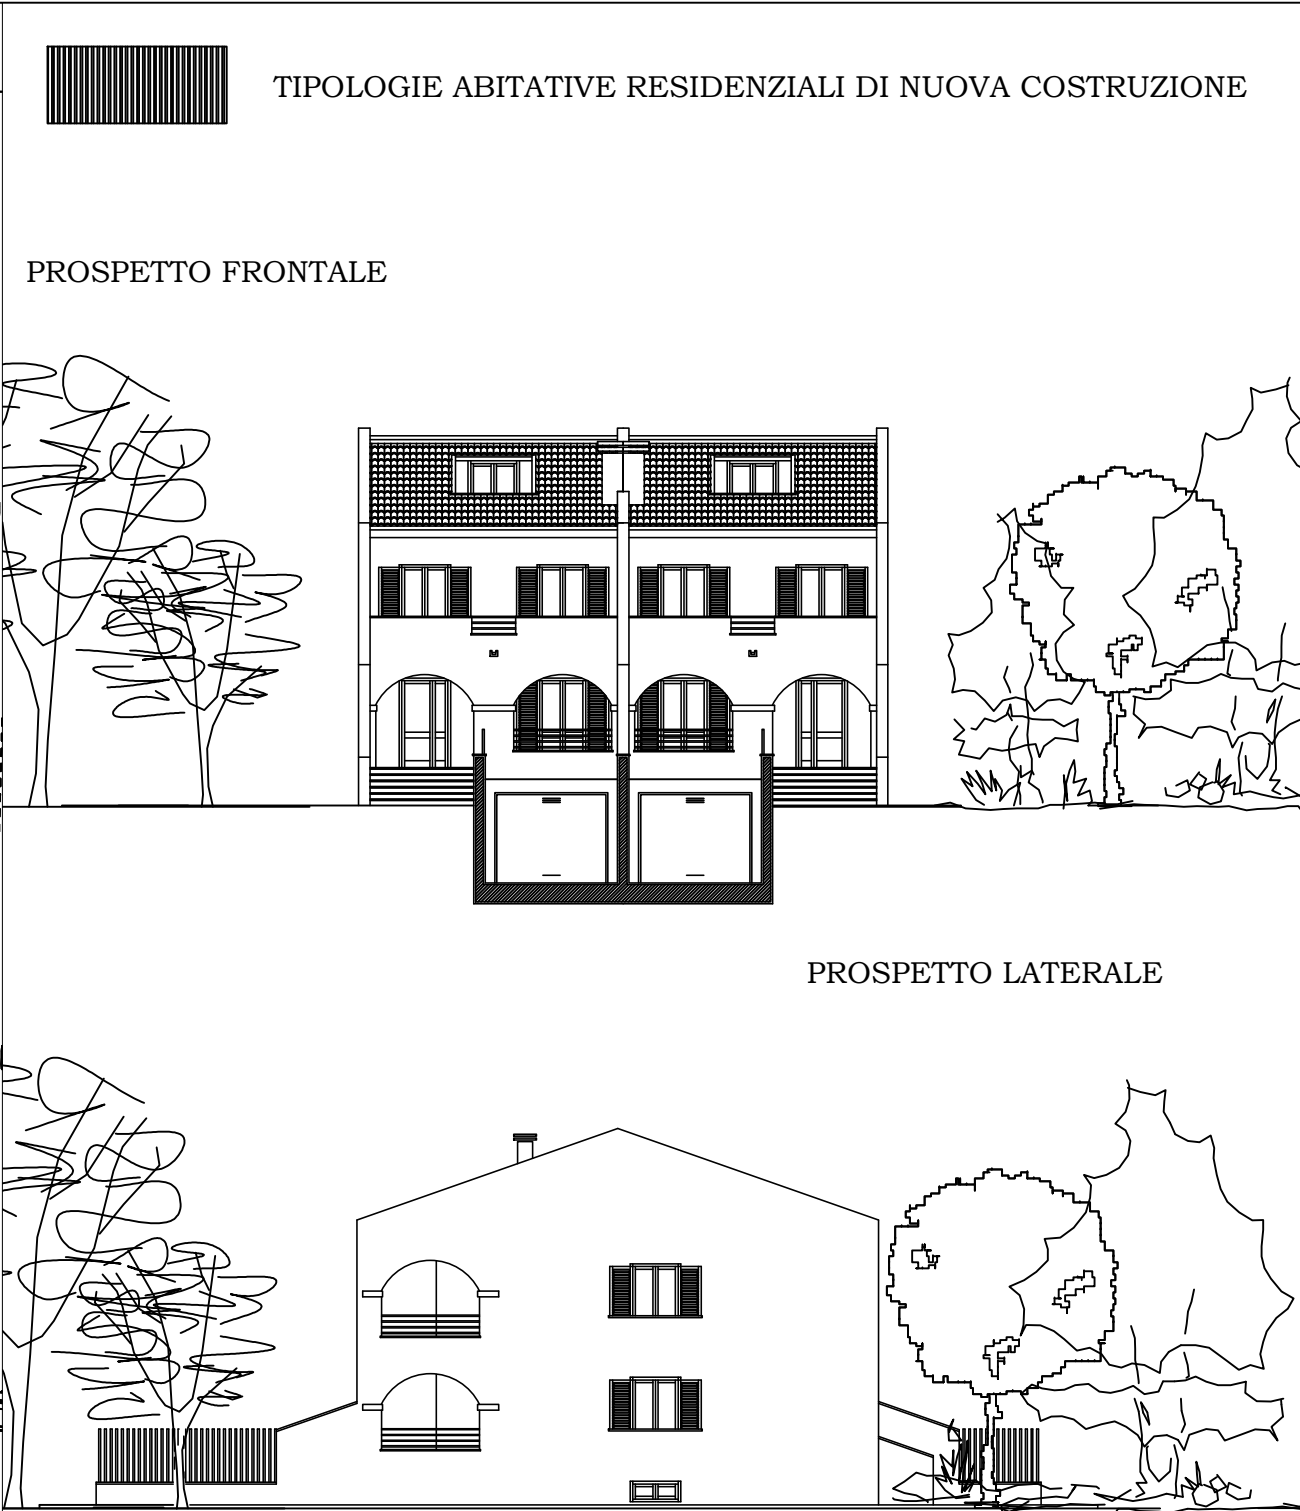 TIPOLOGIE ABITATIVE RESIDENZIALI DI NUOVA COSTRUZIONE
PROSPETTO FRONTALE
PROSPETTO LATERALE